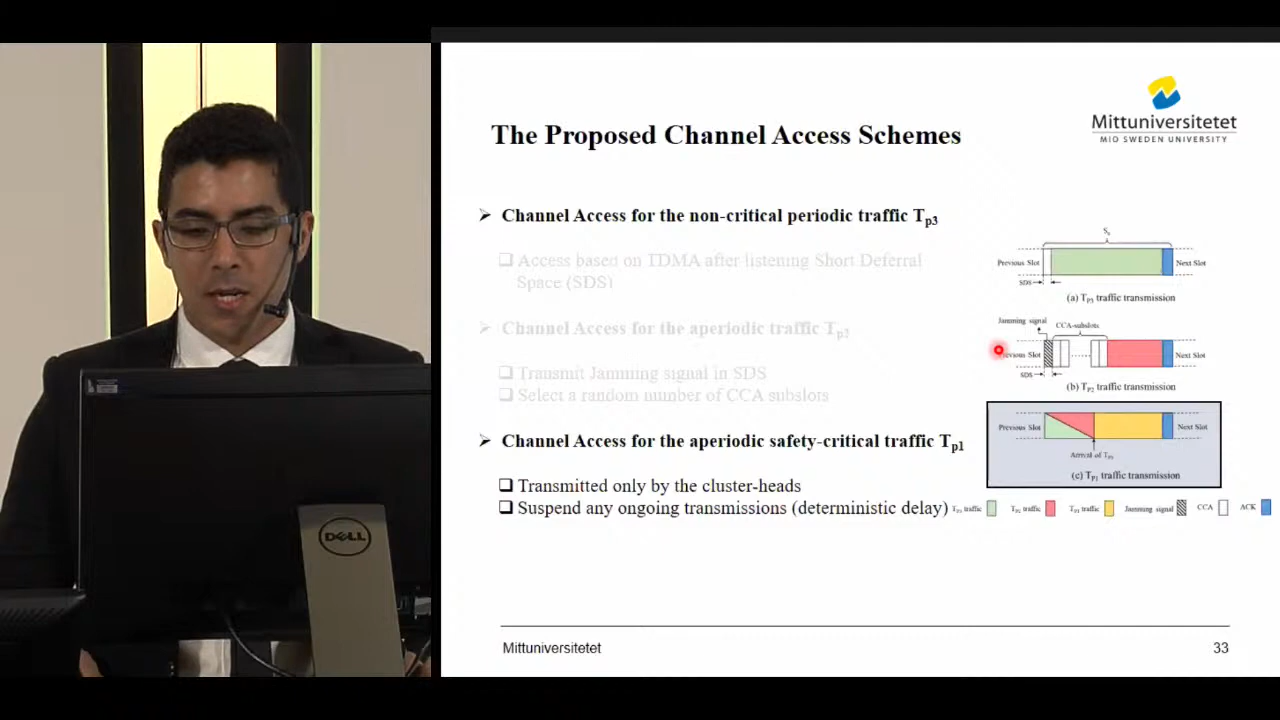 Mittuniversitetet
MID SWEDEN UNIVERSITY
The Proposed Channel Access Schemes
➢ Channel Access for the non-critical periodic traffic Tp3
❑ Access based on TDMA after listening Short Deferral
Space (SDS)
➢ Channel Access for the aperiodic traffic Tp2
❑ Transmit Jamming signal in SDS
❑ Select a random number of CCA subslots
➢ Channel Access for the aperiodic safety-critical traffic Tp1
❑ Transmitted only by the cluster-heads
❑ Suspend any ongoing transmissions (deterministic delay)
Previous Slot
Next Slot
SDS
(a) Tp3 traffic transmission
Jamming signal
CCA-subslots
Previous Slot
Next Slot
SDS
(b) Tp2 traffic transmission
Previous Slot
Next Slot
(c) Tp1 traffic transmission
Jamming signal CCA ACK
DELL
Mittuniversitetet
33